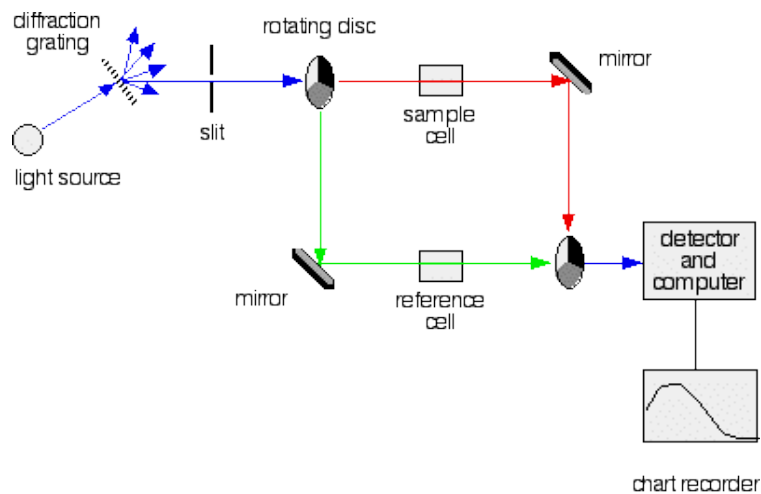 diffraction
grating
rotating disc
mirror
slit
sample
cell
light source
detector
and
computer
mirror
reference
cell
chart recorder